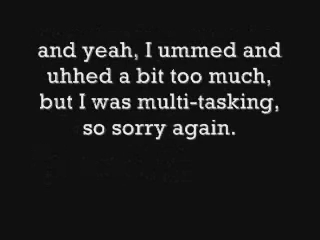 and yeah, I ummed and
uhhed a bit too much,
but I was multi-tasking,
so sorry again.